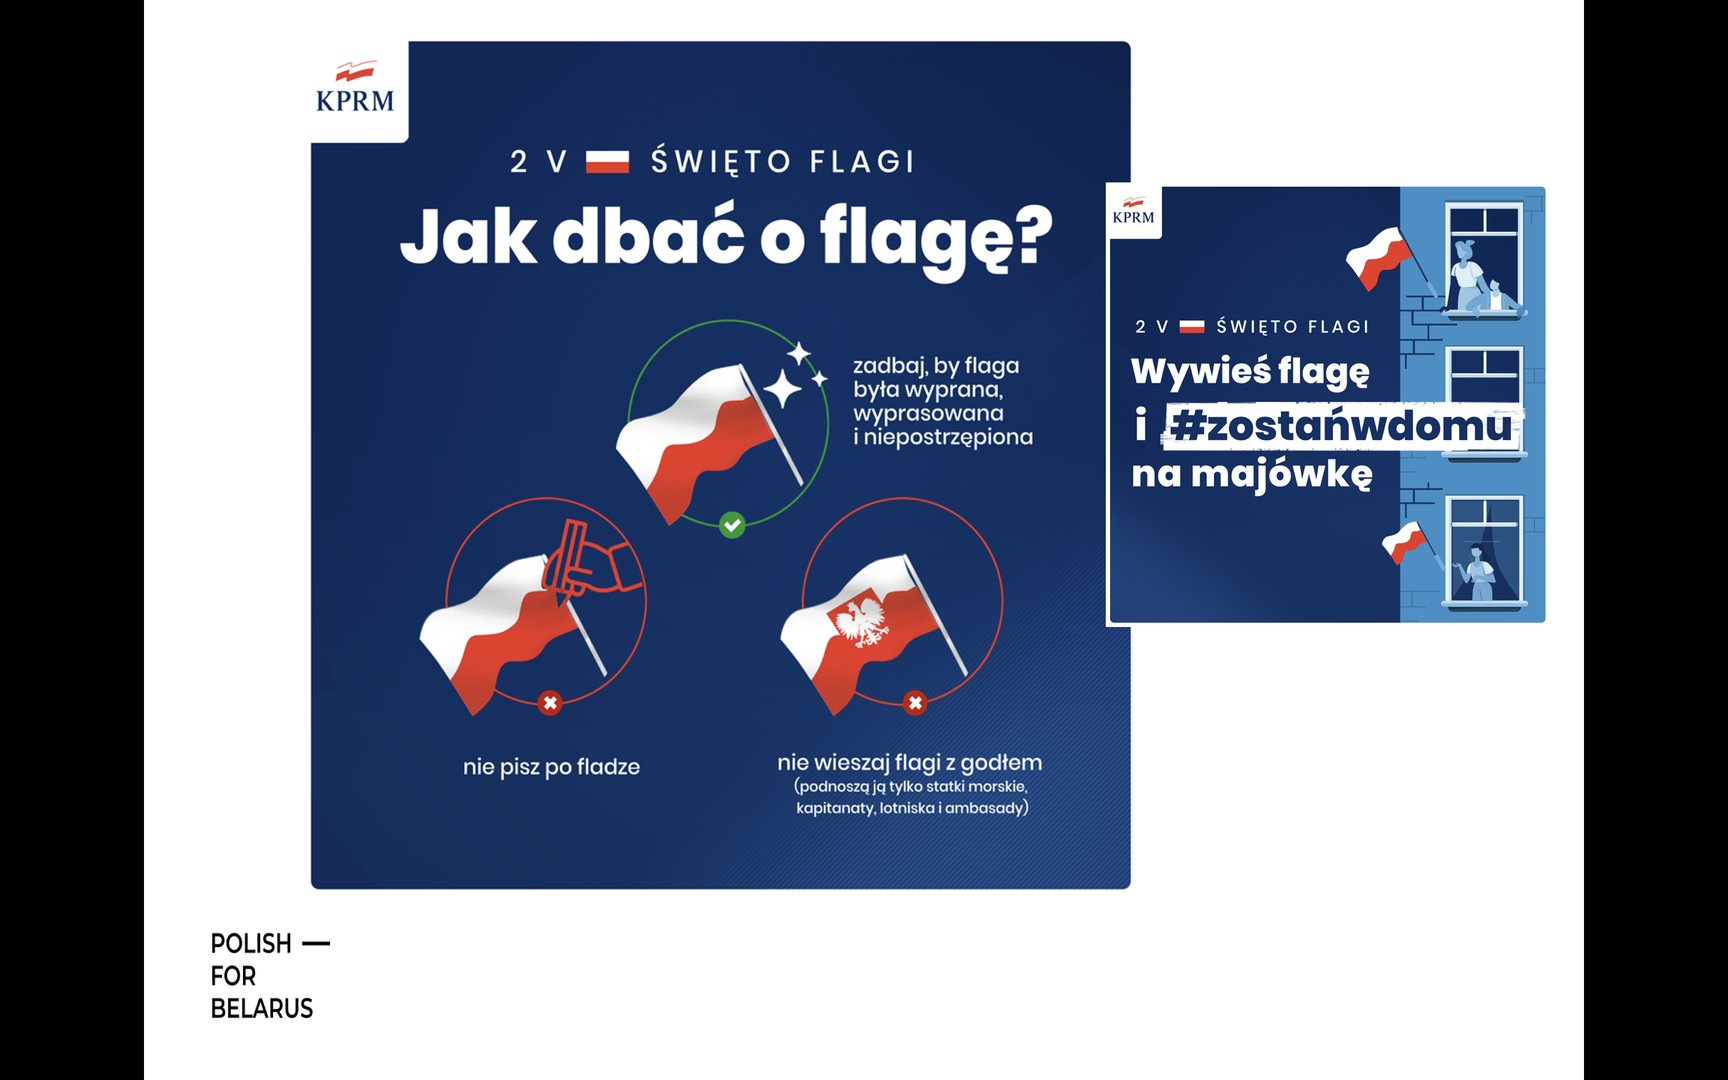 KPRM
2 V ŚWIĘTO FLAGI
Jak dbać o flagę?
zadbaj, by flaga
była wyprana,
wyprasowana
i niepostrzępiona
nie pisz po fladze
nie wieszaj flagi z godłem
(podnoszą ją tylko statki morskie,
kapitanaty, lotniska i ambasady)
KPRM
2 V ŚWIĘTO FLAGI
Wywieś flagę
i #zostańwdomu
na majówkę
POLISH —
FOR
BELARUS